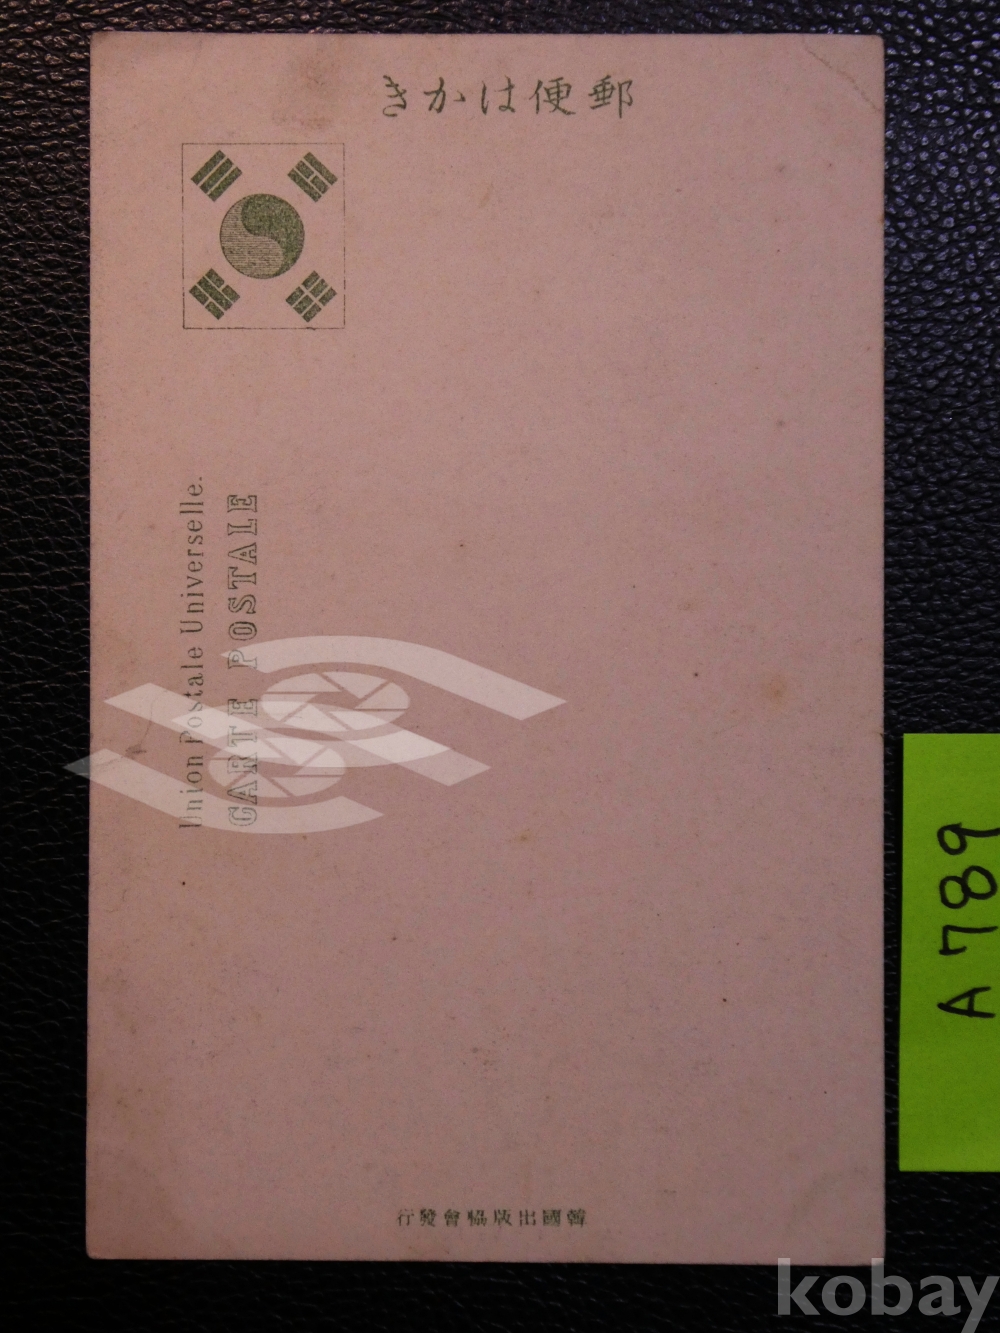 郵便はかき
Union Postale Universelle.
CARTE POSTALE
韓國出版協會發行
A789
kobay